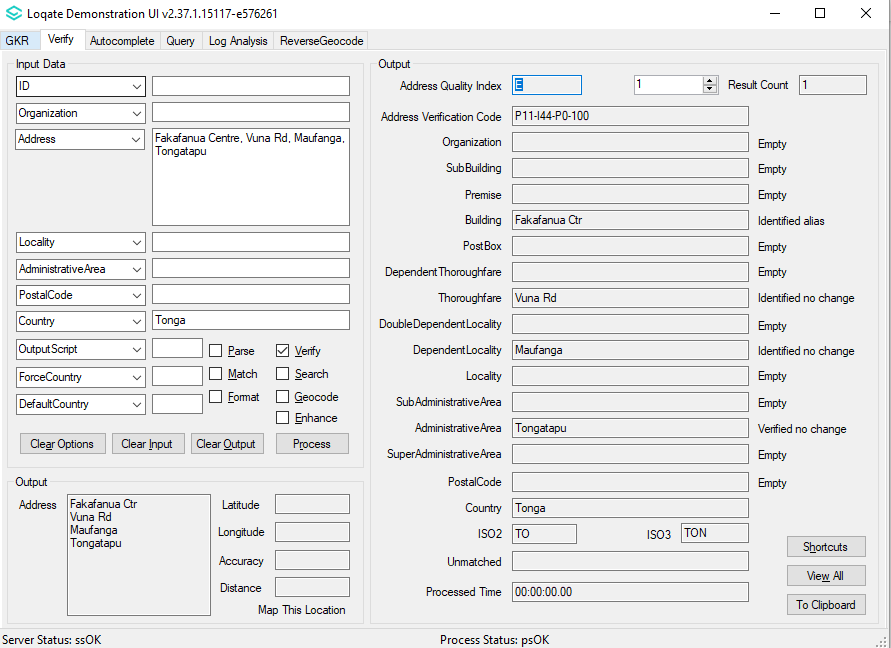 Loqate Demonstration UI v2.37.1.15117-e576261
GKR Verify Autocomplete Query Log Analysis ReverseGeocode
Input Data
ID
Organization
Address Fakafanua Centre, Vuna Rd, Maufanga,
Tongatapu
Locality
AdministrativeArea
PostalCode
Country Tonga
OutputScript Parse Verify
ForceCountry Match Search
DefaultCountry Format Geocode
Enhance
Clear Options Clear Input Clear Output Process
Output
Address Fakafanua Ctr
Vuna Rd
Maufanga
Tongatapu
Latitude
Longitude
Accuracy
Distance
Map This Location
Output
Address Quality Index E 1 Result Count 1
Address Verification Code P11-I44-P0-100
Organization Empty
SubBuilding Empty
Premise Empty
Building Fakafanua Ctr Identified alias
PostBox Empty
DependentThoroughfare Empty
Thoroughfare Vuna Rd Identified no change
DoubleDependentLocality Empty
DependentLocality Maufanga Identified no change
Locality Empty
SubAdministrativeArea Empty
AdministrativeArea Tongatapu Verified no change
SuperAdministrativeArea Empty
PostalCode Empty
Country Tonga
ISO2 TO ISO3 TON
Unmatched
Processed Time 00:00:00.00
Shortcuts
View All
To Clipboard
Server Status: ssOK Process Status: psOK